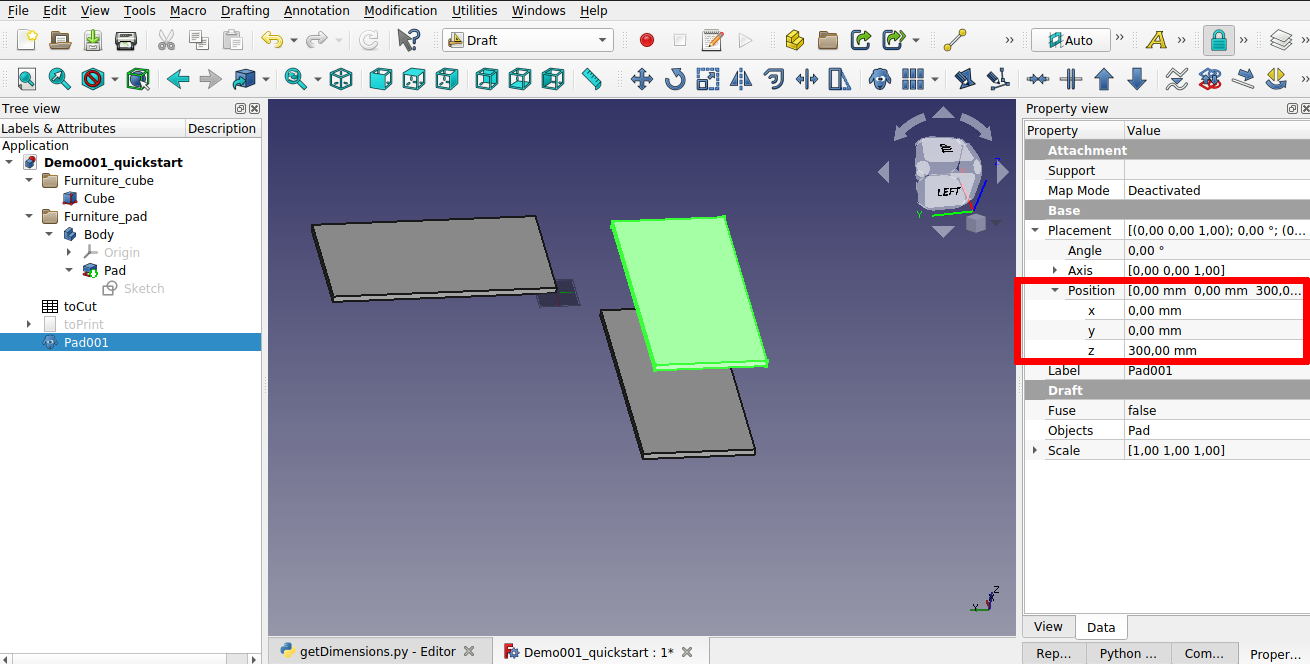 File Edit View Tools Macro Drafting Annotation Modification Utilities Windows Help
Draft
Auto
Tree view
Labels & Attributes Description
Application
Demo001_quickstart
Furniture_cube
Cube
Furniture_pad
Body
Origin
Pad
Sketch
toCut
toPrint
Pad001
LEFT
Z
Y
Z
Y
Property view
Property Value
Attachment
Support
Map Mode Deactivated
Base
Placement [(0,00 0,00 1,00); 0,00 °; (0...
Angle 0,00 °
Axis [0,00 0,00 1,00]
Position [0,00 mm 0,00 mm 300,0...
x 0,00 mm
y 0,00 mm
z 300,00 mm
Label Pad001
Draft
Fuse false
Objects Pad
Scale [1,00 1,00 1,00]
View Data
getDimensions.py - Editor Demo001_quickstart : 1*
Rep... Python ... Com... Proper...